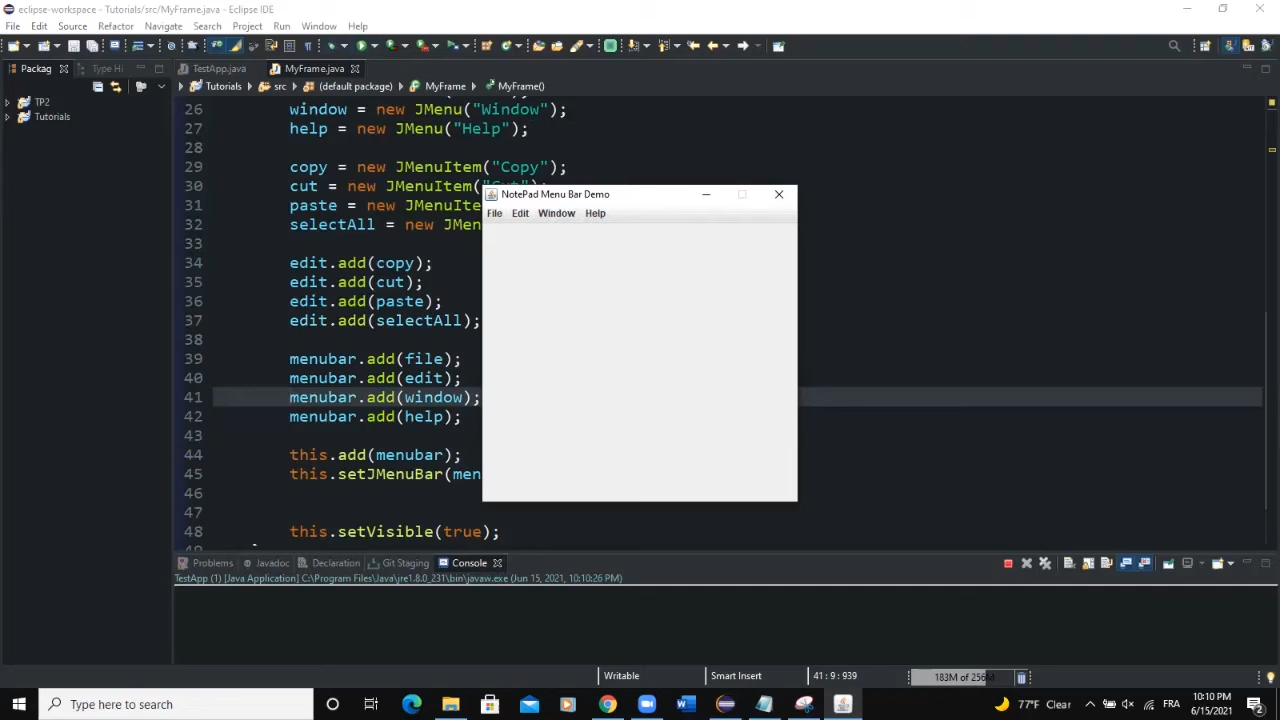 eclipse-workspace - Tutorials/src/MyFrame.java - Eclipse IDE
File Edit Source Refactor Navigate Search Project Run Window Help
Packag Type Hi TestApp.java MyFrame.java
Tutorials src (default package) MyFrame MyFrame()
TP2
Tutorials
26 window = new JMenu("Window");
27 help = new JMenu("Help");
28
29 copy = new JMenuItem("Copy");
30 cut = new JMenuItem("Cut");
31 paste = new JMenuIte
32 selectAll = new JMen
33
34 edit.add(copy);
35 edit.add(cut);
36 edit.add(paste);
37 edit.add(selectAll);
38
39 menubar.add(file);
40 menubar.add(edit);
41 menubar.add(window);
42 menubar.add(help);
43
44 this.add(menubar);
45 this.setJMenuBar(men
46
47
48 this.setVisible(true);
49
NotePad Menu Bar Demo
File Edit Window Help
Problems Javadoc Declaration Git Staging Console
TestApp (1) [Java Application] C:\Program Files\Java\jre1.8.0_231\bin\javaw.exe (Jun 15, 2021, 10:10:26 PM)
Writable Smart Insert 41 : 9 : 939 183M of 256M
Type here to search
77°F Clear FRA 10:10 PM
6/15/2021 2